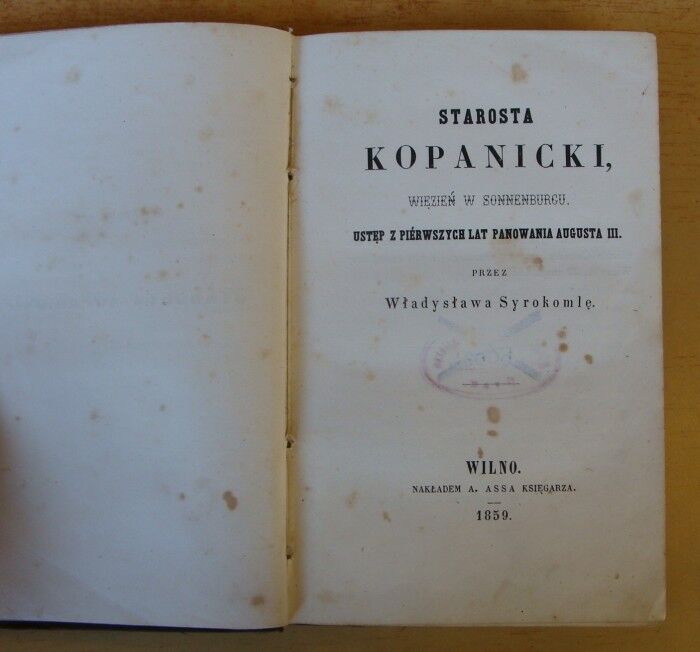 STAROSTA
KOPANICKI,
WIĘZIEŃ W SONNENBURGU.
USTĘP Z PIÉRWSZYCH LAT PANOWANIA AUGUSTA III.
PRZEZ
Władysława Syrokomlę.
WILNO.
NAKŁADEM A. ASSA KSIĘGARZA.
1859.